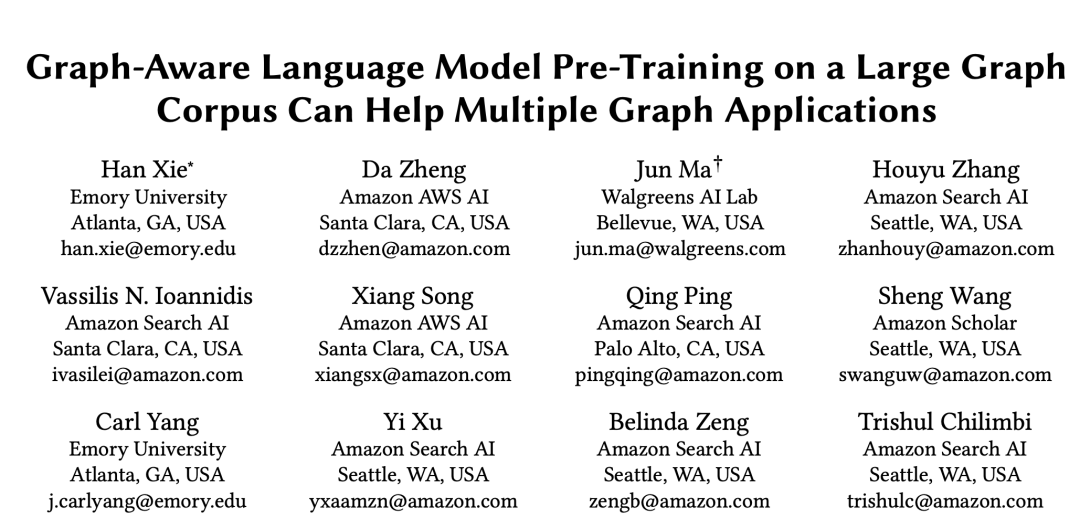 Graph-Aware Language Model Pre-Training on a Large Graph
Corpus Can Help Multiple Graph Applications
Han Xie*
Emory University
Atlanta, GA, USA
han.xie@emory.edu
Da Zheng
Amazon AWS AI
Santa Clara, CA, USA
dzzhen@amazon.com
Jun Ma†
Walgreens AI Lab
Bellevue, WA, USA
jun.ma@walgreens.com
Houyu Zhang
Amazon Search AI
Seattle, WA, USA
zhanhouy@amazon.com
Vassilis N. Ioannidis
Amazon Search AI
Santa Clara, CA, USA
ivasilei@amazon.com
Xiang Song
Amazon AWS AI
Santa Clara, CA, USA
xiangsx@amazon.com
Qing Ping
Amazon Search AI
Palo Alto, CA, USA
pingqing@amazon.com
Sheng Wang
Amazon Scholar
Seattle, WA, USA
swanguw@amazon.com
Carl Yang
Emory University
Atlanta, GA, USA
j.carlyang@emory.edu
Yi Xu
Amazon Search AI
Seattle, WA, USA
yxaamzn@amazon.com
Belinda Zeng
Amazon Search AI
Seattle, WA, USA
zengb@amazon.com
Trishul Chilimbi
Amazon Search AI
Seattle, WA, USA
trishulc@amazon.com